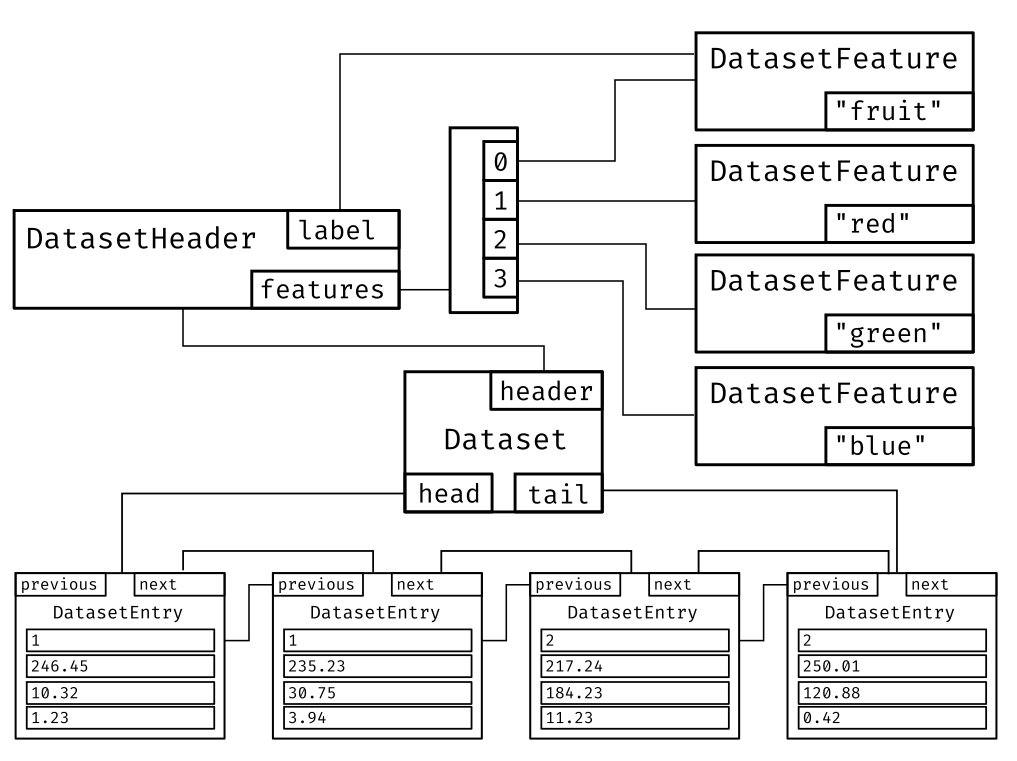 DatasetFeature
"fruit"
0
1
2
3
DatasetFeature
"red"
DatasetHeader
label
features
DatasetFeature
"green"
DatasetFeature
"blue"
header
Dataset
head
tail
previous
next
DatasetEntry
1
246.45
10.32
1.23
previous
next
DatasetEntry
1
235.23
30.75
3.94
previous
next
DatasetEntry
2
217.24
184.23
11.23
previous
next
DatasetEntry
2
250.01
120.88
0.42